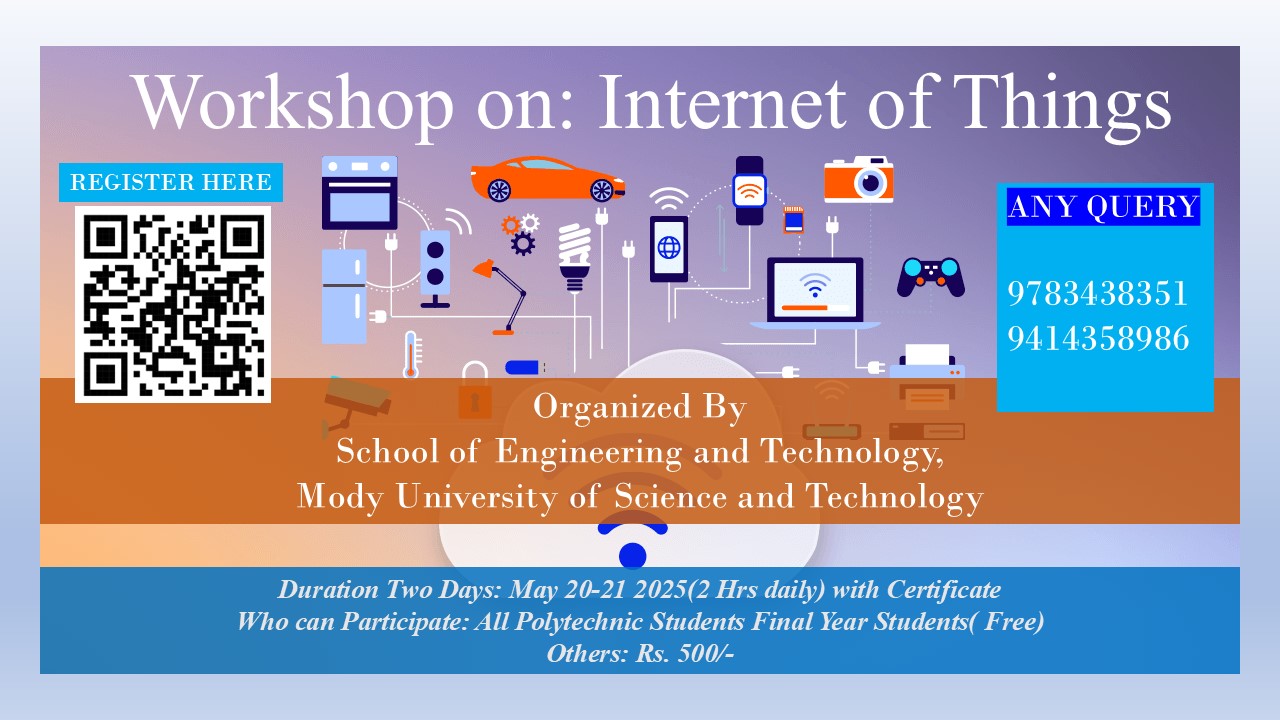 Workshop on: Internet of Things
REGISTER HERE
ANY QUERY
9783438351
9414358986
Organized By
School of Engineering and Technology,
Mody University of Science and Technology
Duration Two Days: May 20-21 2025(2 Hrs daily) with Certificate
Who can Participate: All Polytechnic Students Final Year Students( Free)
Others: Rs. 500/-